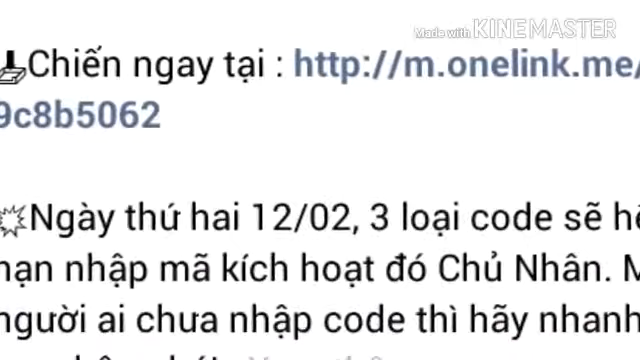 Made with KINEMASTER
Chiến ngay tại : http://m.onelink.me/
9c8b5062
Ngày thứ hai 12/02, 3 loại code sẽ
nhập mã kích hoạt đó Chủ Nhân.
người ai chưa nhập code thì hãy nhanh